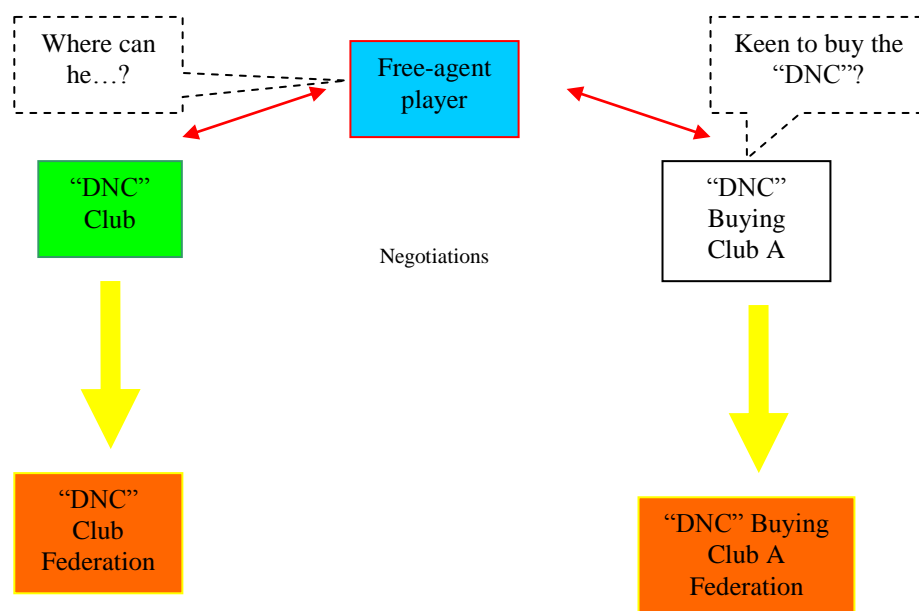 Where can
he…?
Free-agent
player
Keen to buy the
“DNC”?
“DNC”
Club
“DNC”
Buying
Club A
Negotiations
“DNC”
Club
Federation
“DNC” Buying
Club A
Federation